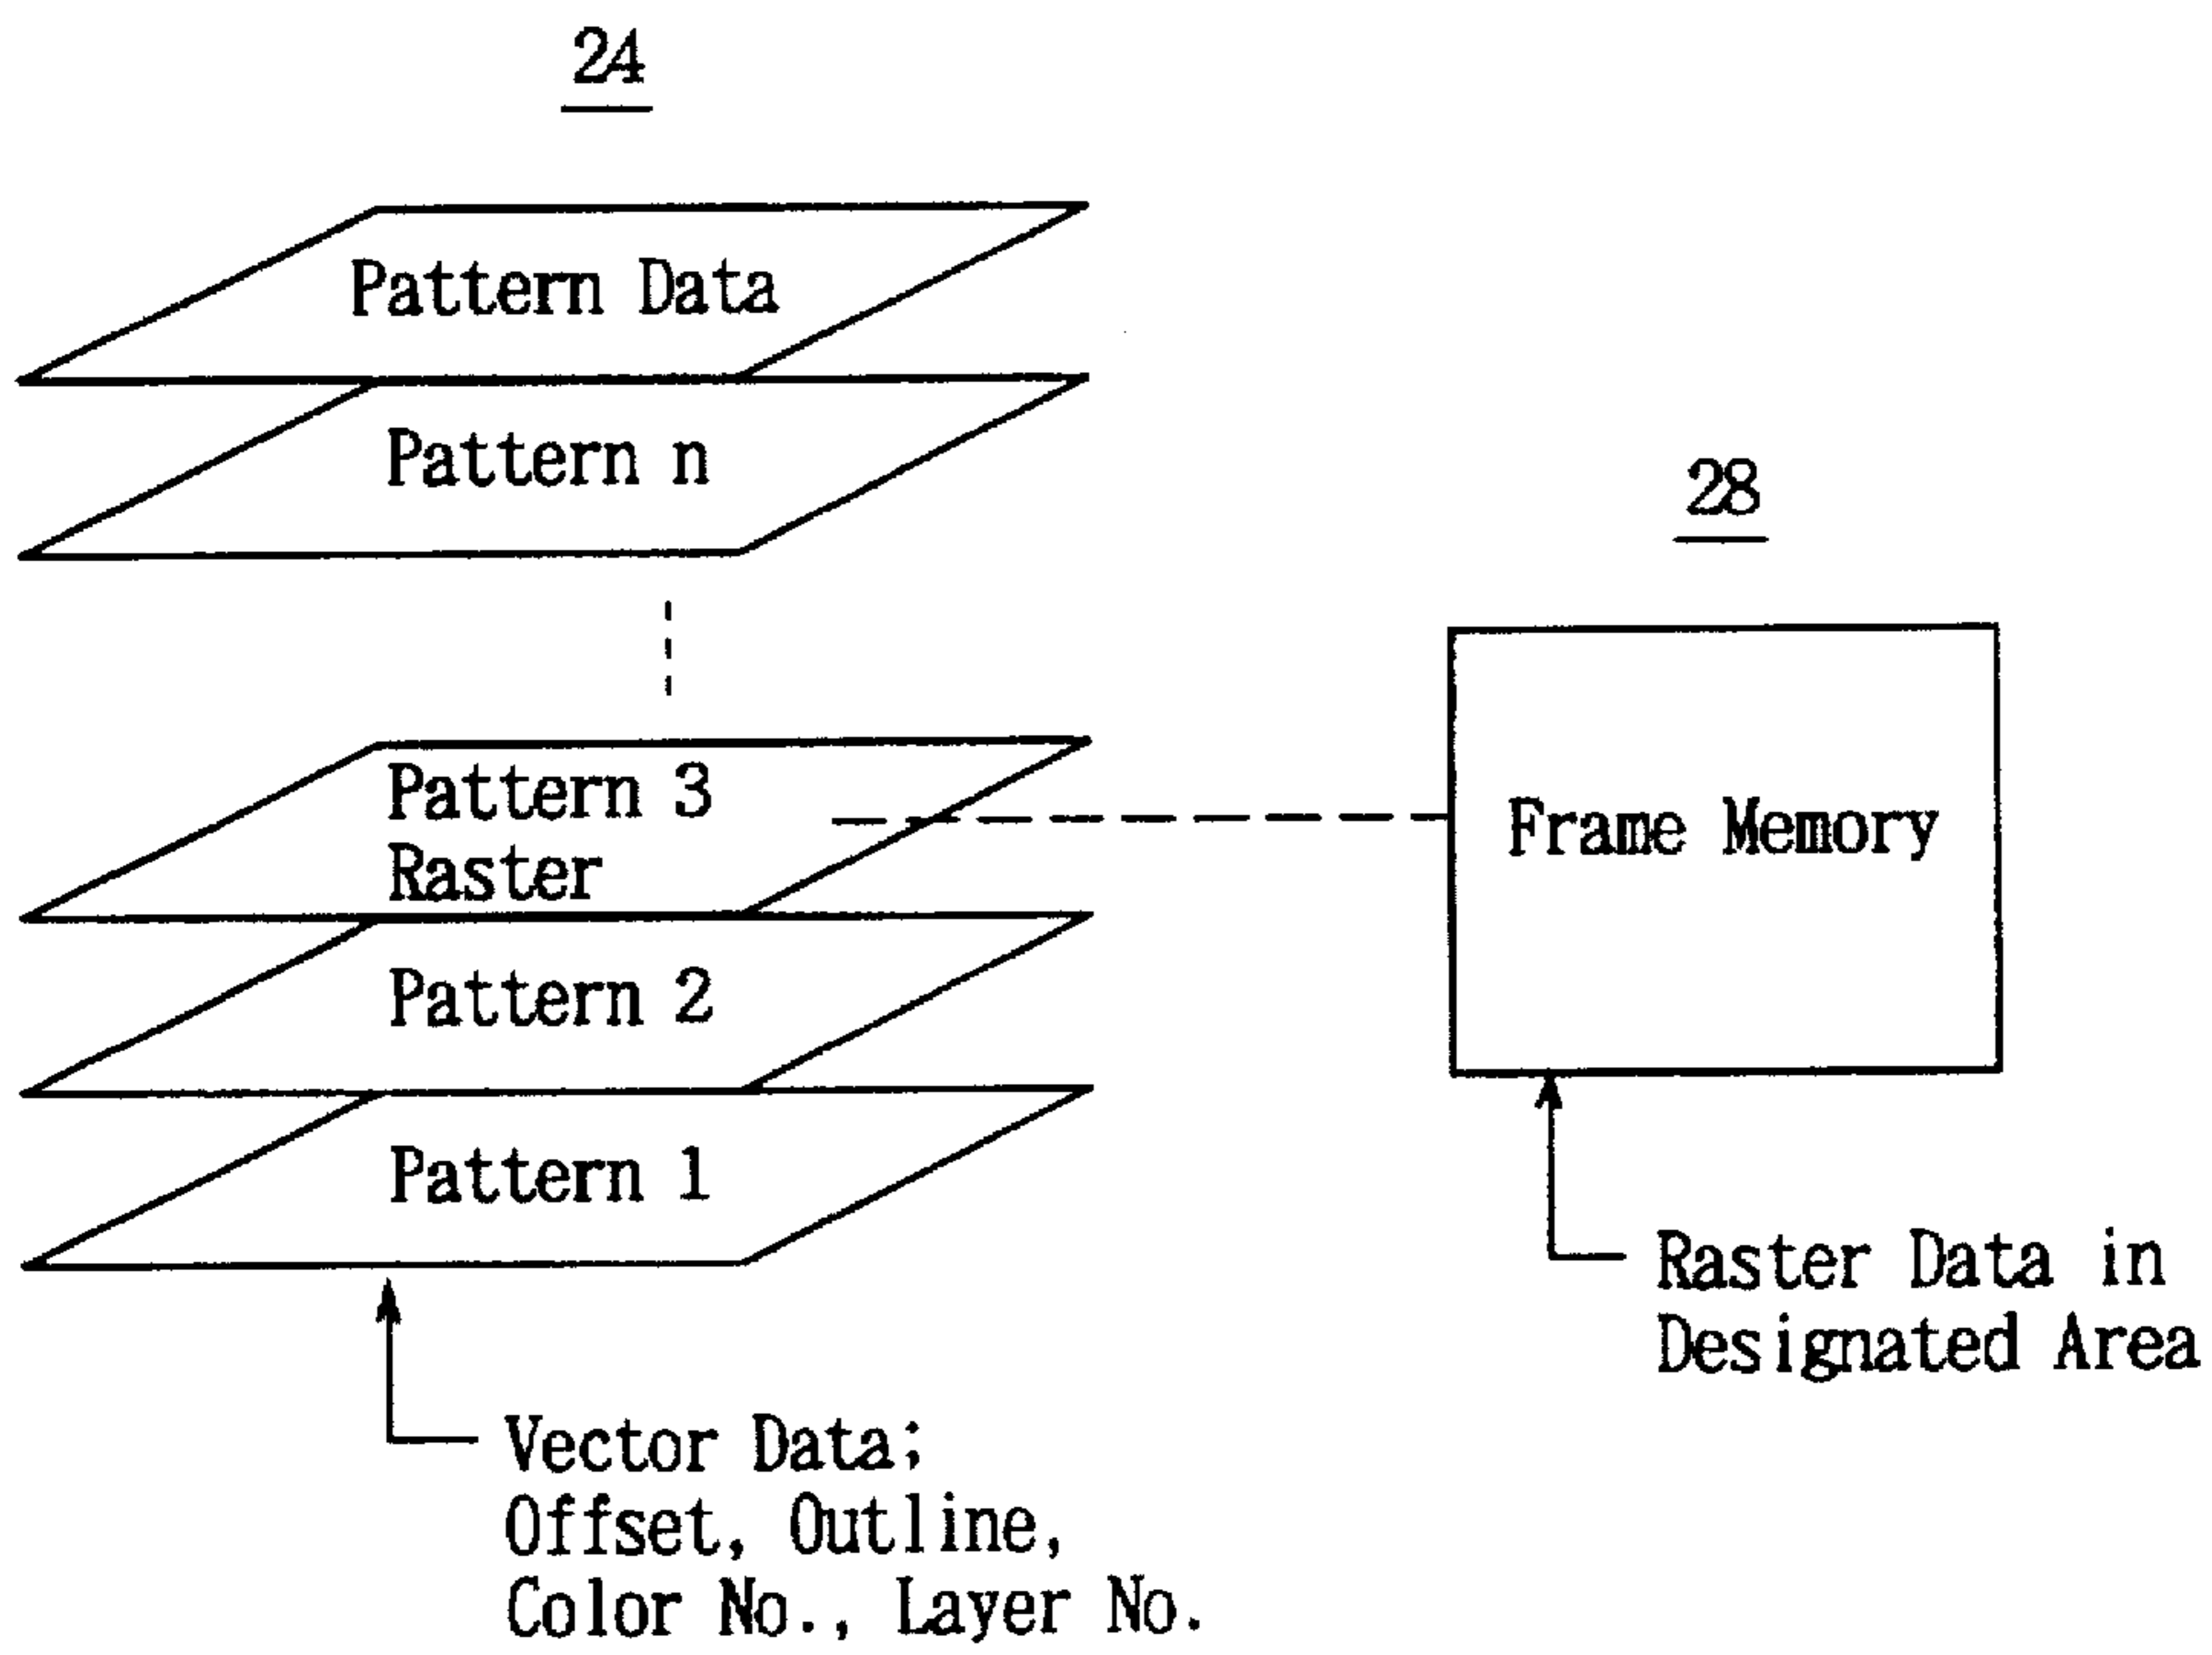 24
Pattern Data
Pattern n
Pattern 3
Raster
Pattern 2
Pattern 1
Vector Data;
Offset, Outline,
Color No., Layer No.
28
Frame Memory
Raster Data in
Designated Area